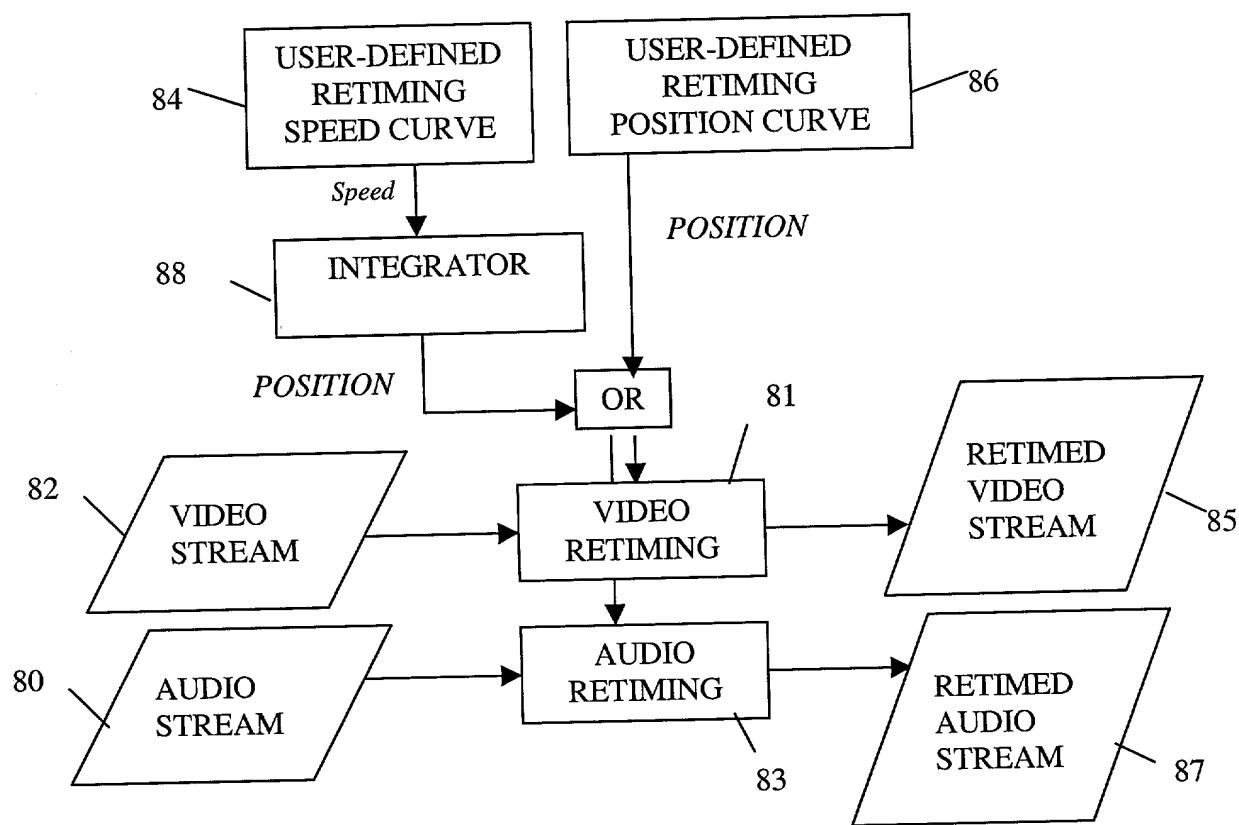 USER-DEFINED
RETIMING
SPEED CURVE
84
USER-DEFINED
RETIMING
POSITION CURVE
86
Speed
POSITION
INTEGRATOR
88
POSITION
OR
81
82
VIDEO
STREAM
VIDEO
RETIMING
RETIMED
VIDEO
STREAM
85
80
AUDIO
STREAM
AUDIO
RETIMING
83
RETIMED
AUDIO
STREAM
87